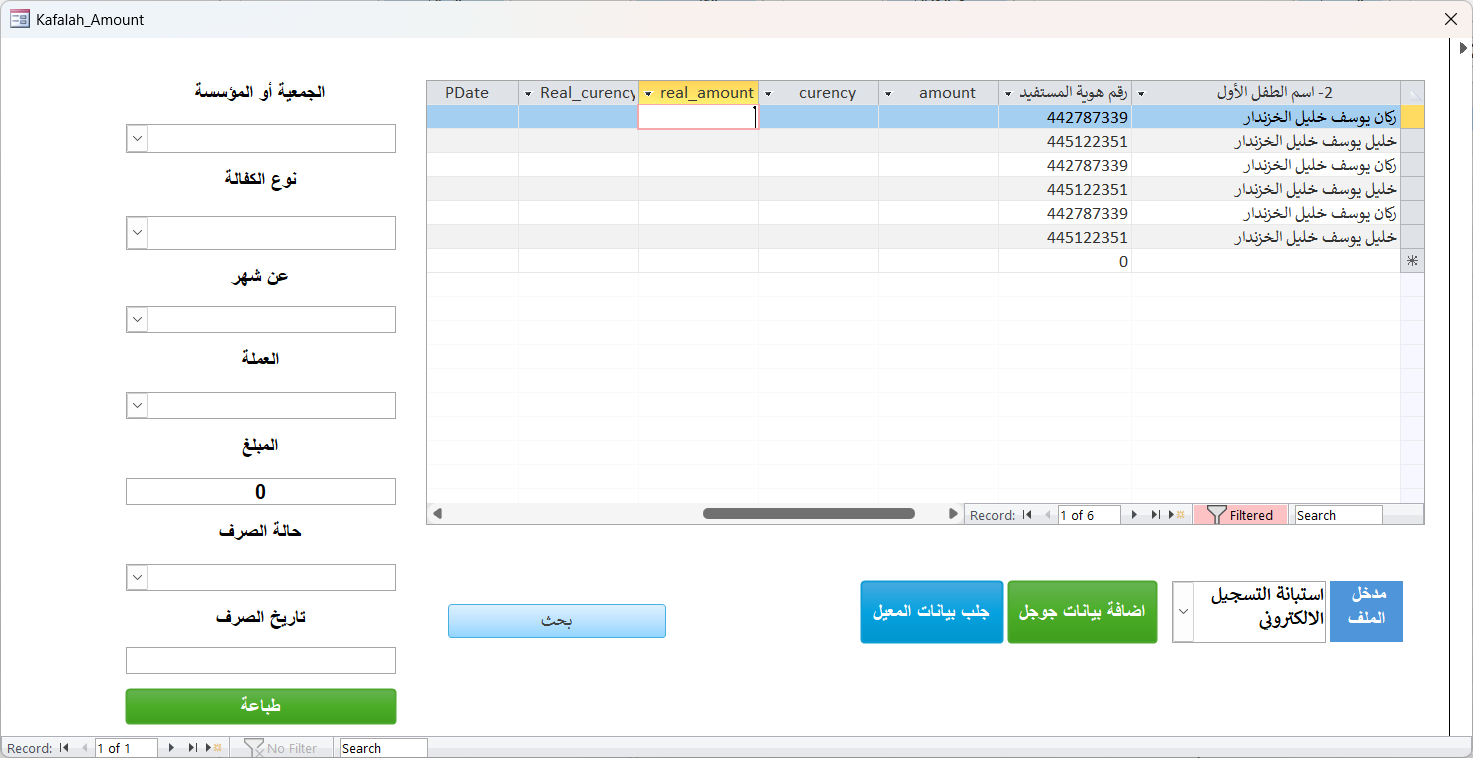 Kafalah_Amount
2- اسم الطفل الأول رقم هوية المستفيد amount curency real_amount Real_curency PDate
ركان يوسف خليل الخزندار 442787339 1
خليل يوسف خليل الخزندار 445122351
ركان يوسف خليل الخزندار 442787339
خليل يوسف خليل الخزندار 445122351
ركان يوسف خليل الخزندار 442787339
خليل يوسف خليل الخزندار 445122351
0
Record: 1 of 6 Filtered Search
مدخل
الملف
استبانة التسجيل
الالكتروني
اضافة بيانات جوجل
جلب بيانات المعيل
بحث
الجمعية أو المؤسسة
نوع الكفالة
عن شهر
العملة
المبلغ
0
حالة الصرف
تاريخ الصرف
طباعة
Record: 1 of 1 No Filter Search